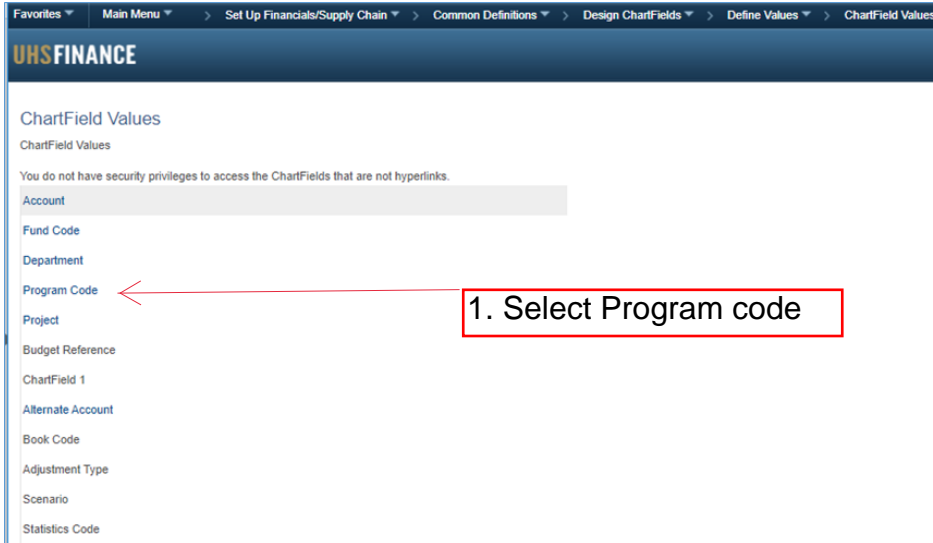 Favorites Main Menu > Set Up Financials/Supply Chain > Common Definitions > Design ChartFields > Define Values > ChartField Values
UHSFINANCE
ChartField Values
ChartField Values
You do not have security privileges to access the ChartFields that are not hyperlinks.
Account
Fund Code
Department
Program Code
1. Select Program code
Project
Budget Reference
ChartField 1
Alternate Account
Book Code
Adjustment Type
Scenario
Statistics Code